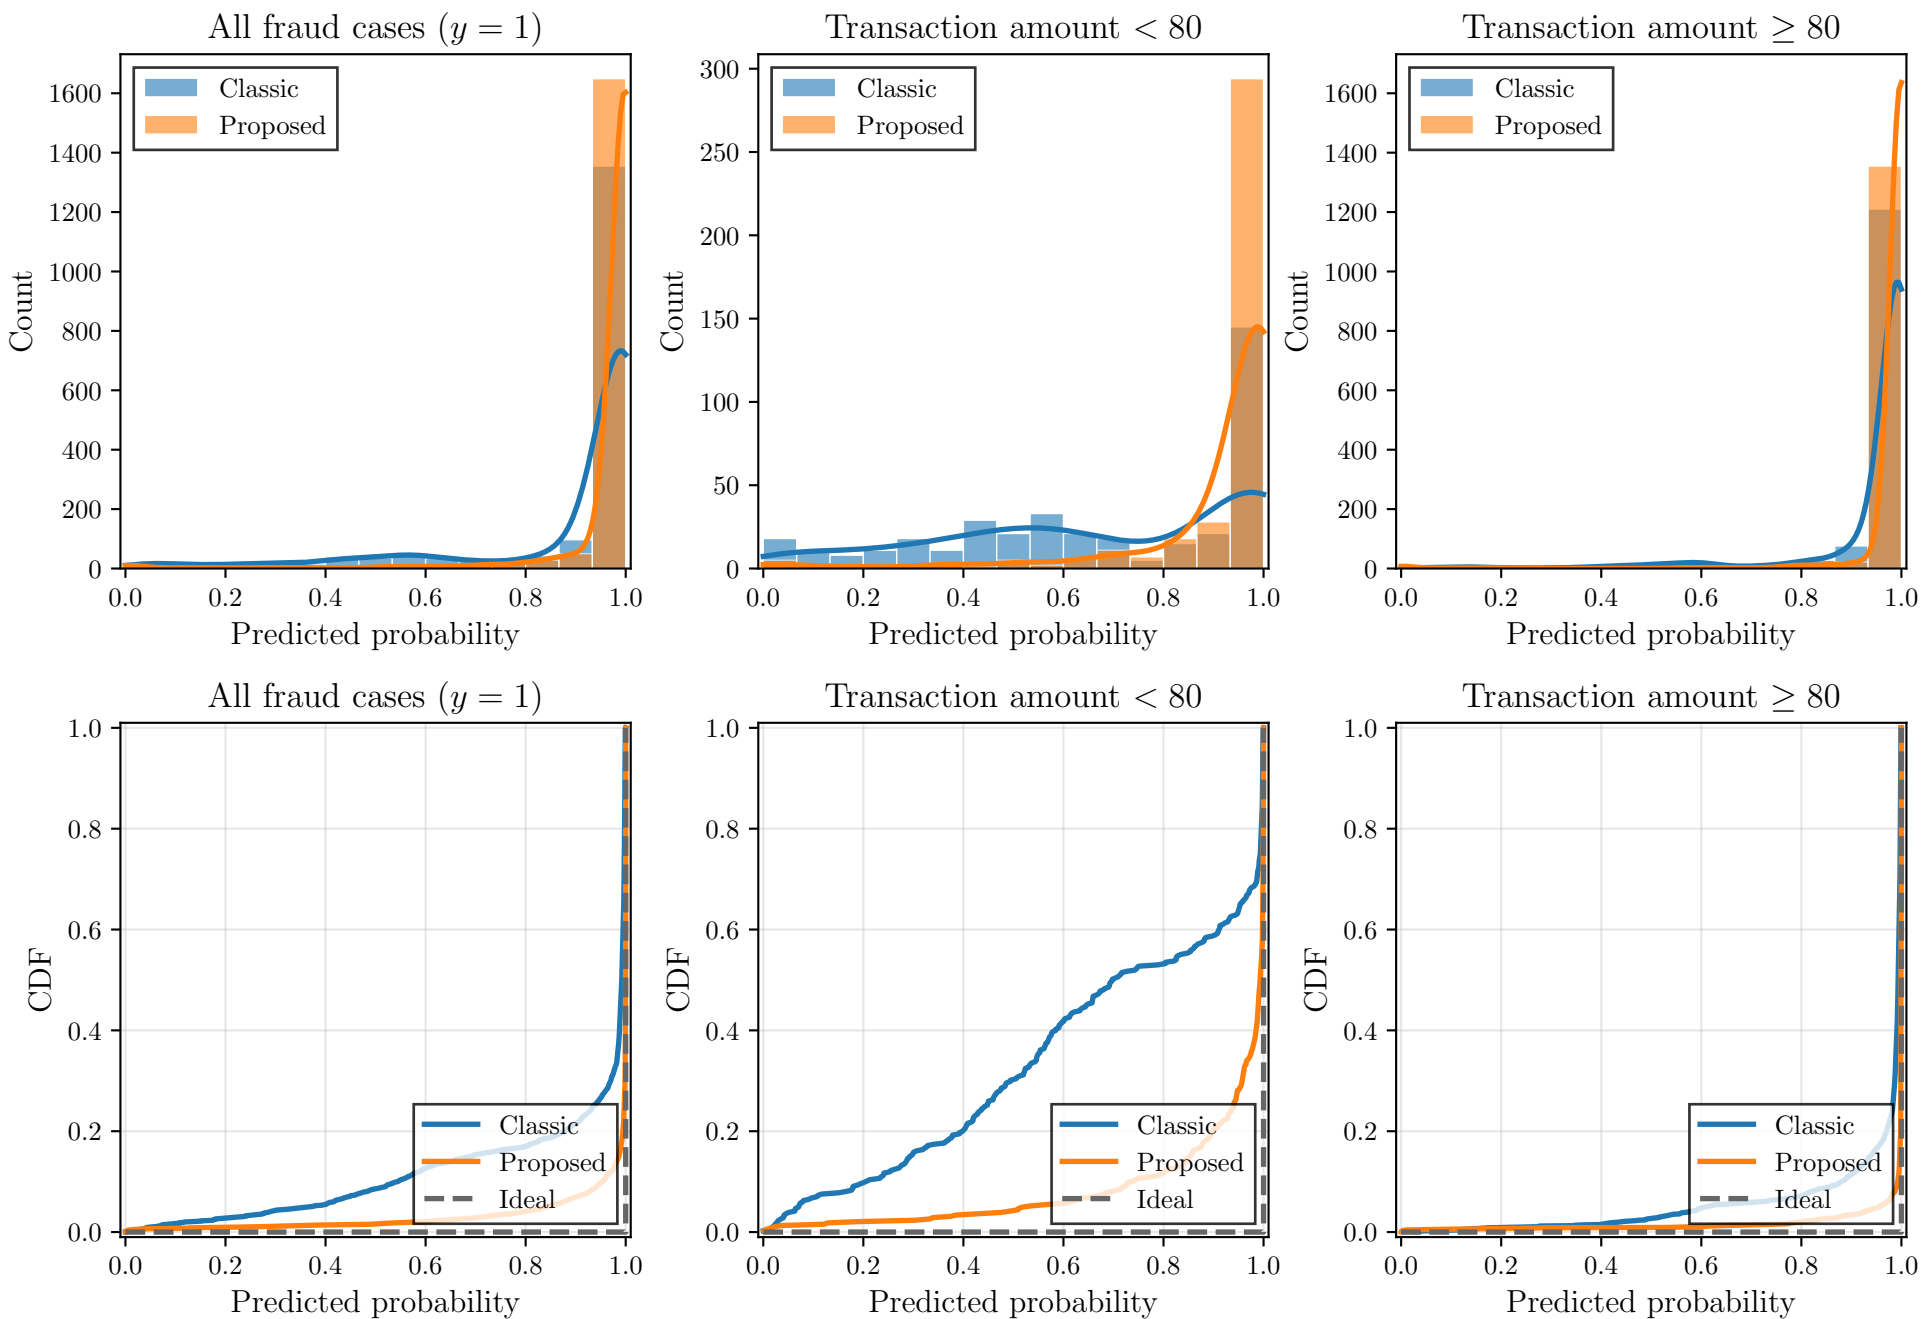 All fraud cases (y = 1)
Classic
Proposed
Count
0
200
400
600
800
1000
1200
1400
1600
0.0 0.2 0.4 0.6 0.8 1.0
Predicted probability
Transaction amount < 80
Classic
Proposed
Count
0
50
100
150
200
250
300
0.0 0.2 0.4 0.6 0.8 1.0
Predicted probability
Transaction amount ≥ 80
Classic
Proposed
Count
0
200
400
600
800
1000
1200
1400
1600
0.0 0.2 0.4 0.6 0.8 1.0
Predicted probability
All fraud cases (y = 1)
Classic
Proposed
Ideal
CDF
0.0
0.2
0.4
0.6
0.8
1.0
0.0 0.2 0.4 0.6 0.8 1.0
Predicted probability
Transaction amount < 80
Classic
Proposed
Ideal
CDF
0.0
0.2
0.4
0.6
0.8
1.0
0.0 0.2 0.4 0.6 0.8 1.0
Predicted probability
Transaction amount ≥ 80
Classic
Proposed
Ideal
CDF
0.0
0.2
0.4
0.6
0.8
1.0
0.0 0.2 0.4 0.6 0.8 1.0
Predicted probability